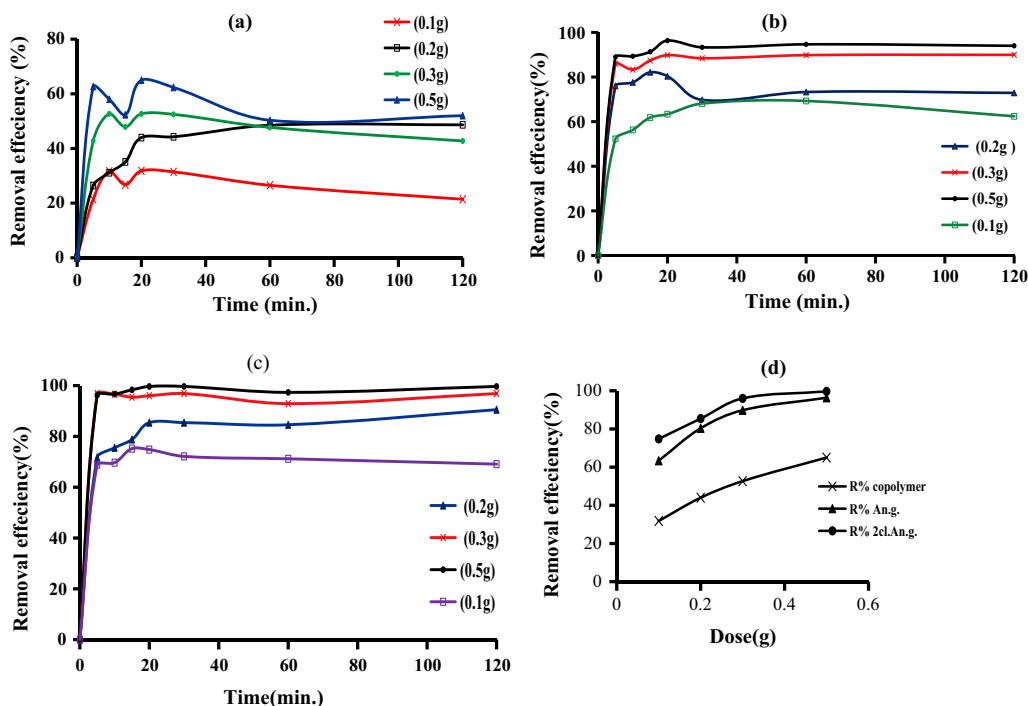 (a)
80
60
40
20
0
Removal effeciency (%)
0 20 40 60 80 100 120
Time (min.)
(0.1g)
(0.2g)
(0.3g)
(0.5g)
(b)
100
80
60
40
20
0
Removal effeciency(%)
0 20 40 60 80 100 120
Time (min.)
(0.2g )
(0.3g)
(0.5g)
(0.1g)
(c)
100
80
60
40
20
0
Removal effeciency(%)
0 20 40 60 80 100 120
Time(min.)
(0.2g)
(0.3g)
(0.5g)
(0.1g)
(d)
100
80
60
40
20
0
Removal effeciency(%)
0 0.2 0.4 0.6
Dose(g)
R% copolymer
R% An.g.
R% 2cl.An.g.